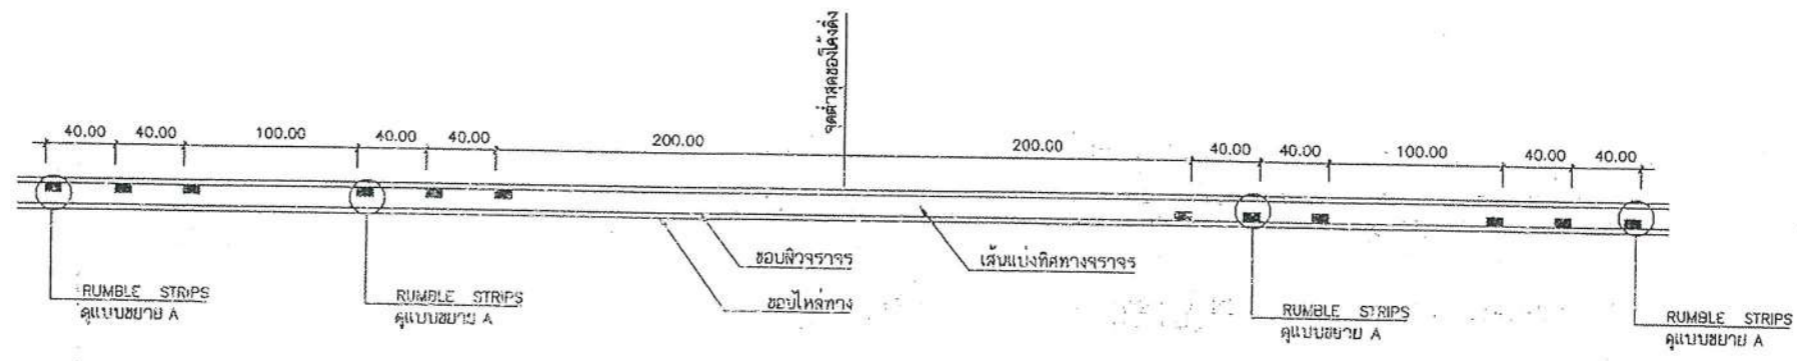 จุดต่ำสุดของโค้งดิ่ง
40.00 40.00 100.00 40.00 40.00 200.00 200.00 40.00 40.00 100.00 40.00 40.00
ขอบผิวจราจร
เส้นแบ่งทิศทางจราจร
ขอบไหล่ทาง
RUMBLE STRIPS
ดูแบบขยาย A
RUMBLE STRIPS
ดูแบบขยาย A
RUMBLE STRIPS
ดูแบบขยาย A
RUMBLE STRIPS
ดูแบบขยาย A